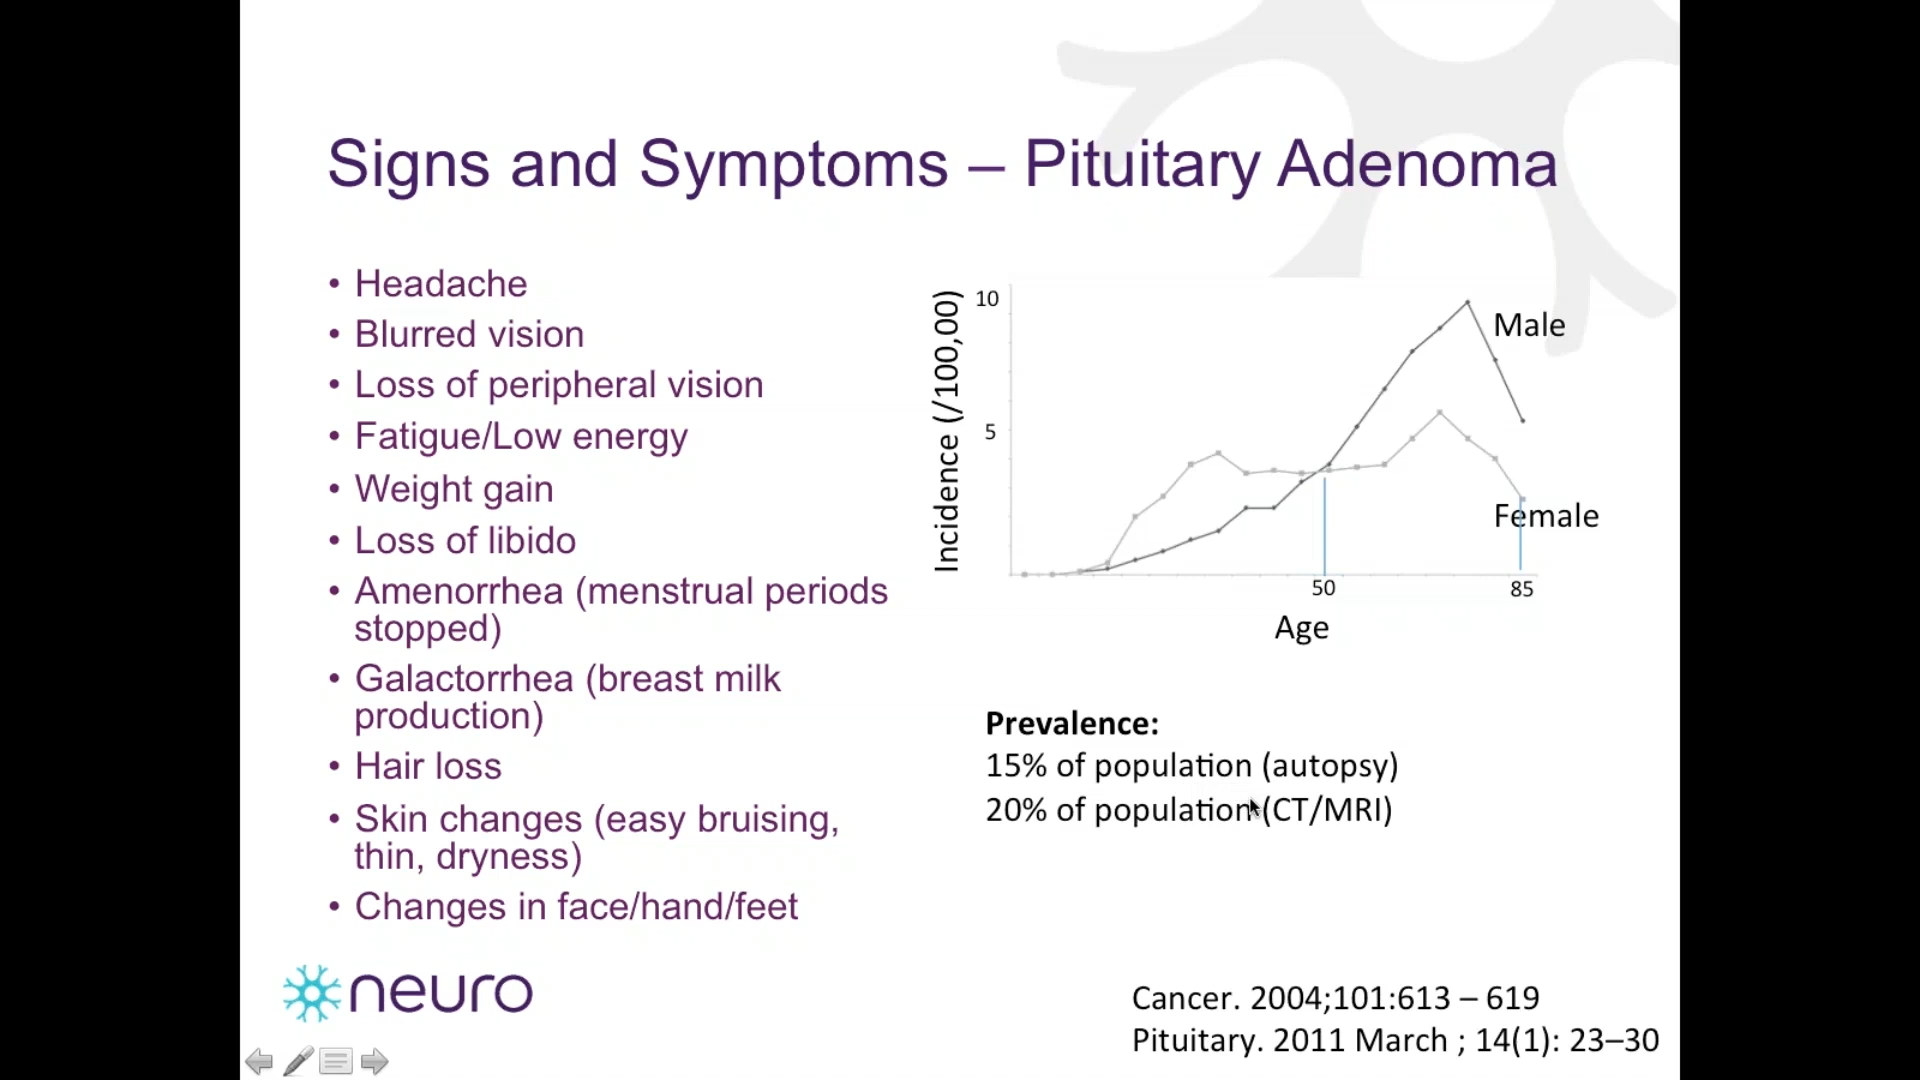 Signs and Symptoms – Pituitary Adenoma
• Headache
• Blurred vision
• Loss of peripheral vision
• Fatigue/Low energy
• Weight gain
• Loss of libido
• Amenorrhea (menstrual periods
stopped)
• Galactorrhea (breast milk
production)
• Hair loss
• Skin changes (easy bruising,
thin, dryness)
• Changes in face/hand/feet
Incidence (/100,00)
10
5
Male
Female
50
85
Age
Prevalence:
15% of population (autopsy)
20% of population (CT/MRI)
neuro
Cancer. 2004;101:613 – 619
Pituitary. 2011 March ; 14(1): 23–30